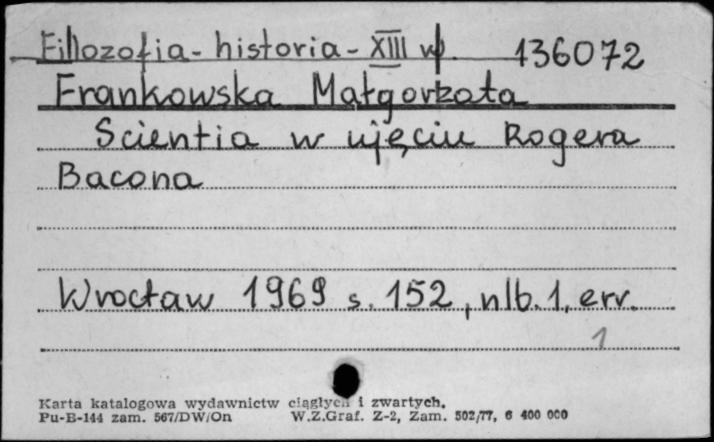 Filozofia - historia - XIII w. 136072
Frankowska Małgorzata
Scientia w ujęciu Rogera
Bacona
Wrocław 1969 s. 152, nlb. 1, err.
1
Karta katalogowa wydawnictw ciągłych i zwartych.
Pu-B-144 zam. 567/DW/On W.Z.Graf. Z-2, Zam. 502/77, 6 400 000